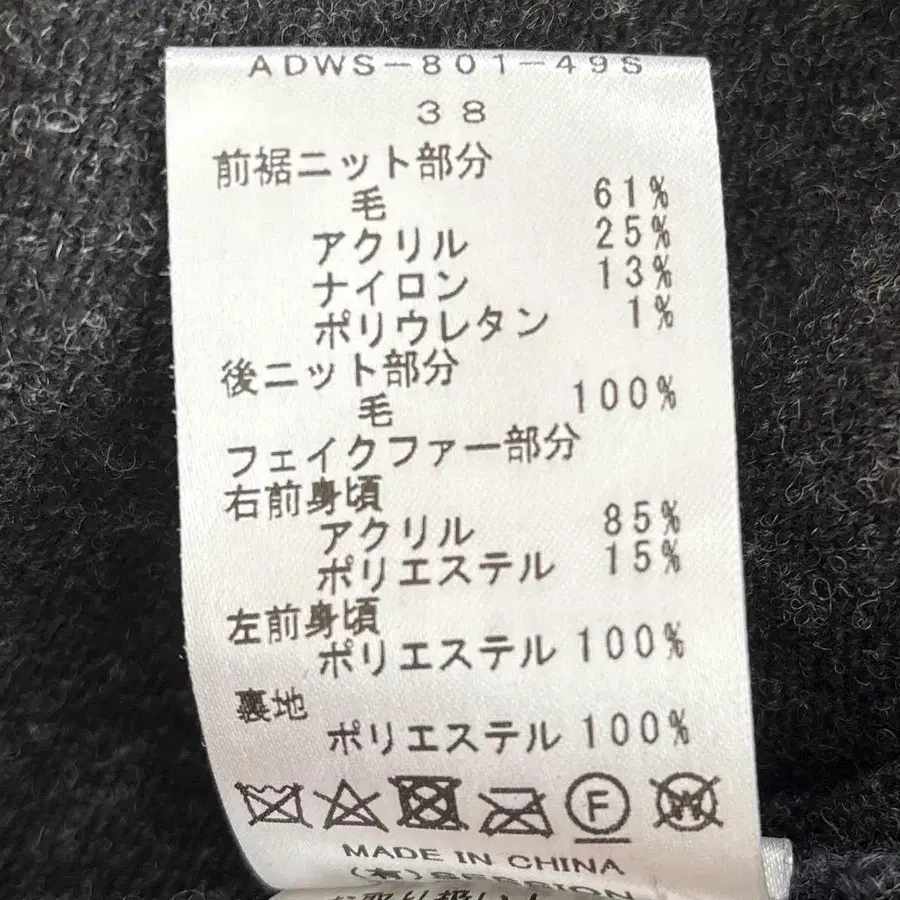 ADWS-801-49S
38
前裾ニット部分
毛 61%
アクリル 25%
ナイロン 13%
ポリウレタン 1%
後ニット部分
毛 100%
フェイクファー部分
右前身頃
アクリル 85%
ポリエステル 15%
左前身頃
ポリエステル 100%
裏地
ポリエステル 100%
F W
MADE IN CHINA
(有)SESSION